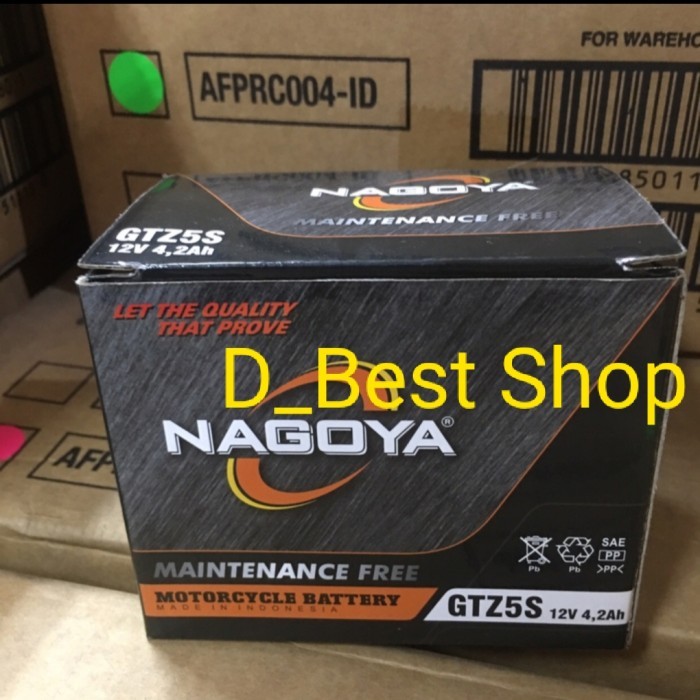 FOR WAREHO
AFPRC004-ID
85011
NAGOYA
MAINTENANCE FREE
GTZ5S
12V 4,2Ah
LET THE QUALITY
THAT PROVE
D_Best Shop
NAGOYA®
AFP
SAE
PP
Pb Pb >PP<
MAINTENANCE FREE
MOTORCYCLE BATTERY
MADE IN INDONESIA
GTZ5S 12V 4,2Ah